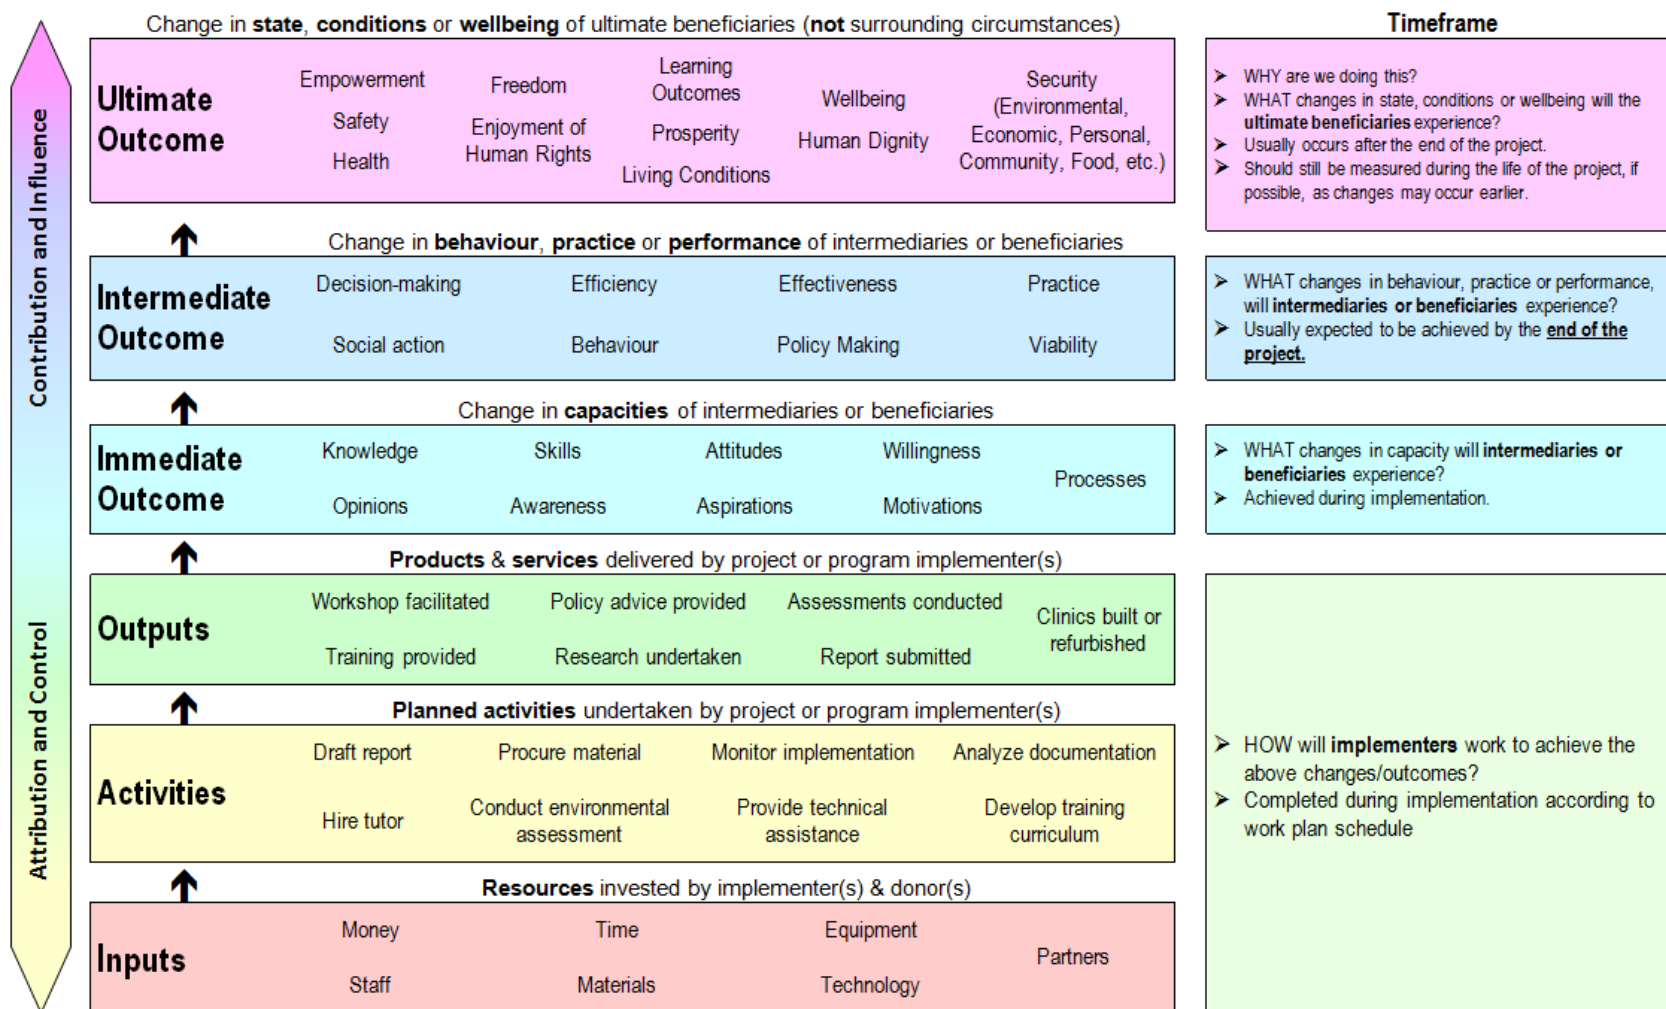 Contribution and Influence
Attribution and Control
Change in state, conditions or wellbeing of ultimate beneficiaries (not surrounding circumstances)
Ultimate
Outcome
Empowerment
Safety
Health
Freedom
Enjoyment of
Human Rights
Learning
Outcomes
Prosperity
Living Conditions
Wellbeing
Human Dignity
Security
(Environmental,
Economic, Personal,
Community, Food, etc.)
Timeframe
➤ WHY are we doing this?
➤ WHAT changes in state, conditions or wellbeing will the
ultimate beneficiaries experience?
➤ Usually occurs after the end of the project.
➤ Should still be measured during the life of the project, if
possible, as changes may occur earlier.
Change in behaviour, practice or performance of intermediaries or beneficiaries
Intermediate
Outcome
Decision-making
Efficiency
Effectiveness
Practice
Social action
Behaviour
Policy Making
Viability
➤ WHAT changes in behaviour, practice or performance,
will intermediaries or beneficiaries experience?
➤ Usually expected to be achieved by the end of the
project.
Change in capacities of intermediaries or beneficiaries
Immediate
Outcome
Knowledge
Skills
Attitudes
Willingness
Processes
Opinions
Awareness
Aspirations
Motivations
➤ WHAT changes in capacity will intermediaries or
beneficiaries experience?
➤ Achieved during implementation.
Products & services delivered by project or program implementer(s)
Outputs
Workshop facilitated
Policy advice provided
Assessments conducted
Clinics built or
refurbished
Training provided
Research undertaken
Report submitted
Planned activities undertaken by project or program implementer(s)
Activities
Draft report
Procure material
Monitor implementation
Analyze documentation
Hire tutor
Conduct environmental
assessment
Provide technical
assistance
Develop training
curriculum
➤ HOW will implementers work to achieve the
above changes/outcomes?
➤ Completed during implementation according to
work plan schedule
Resources invested by implementer(s) & donor(s)
Inputs
Money
Time
Equipment
Partners
Staff
Materials
Technology